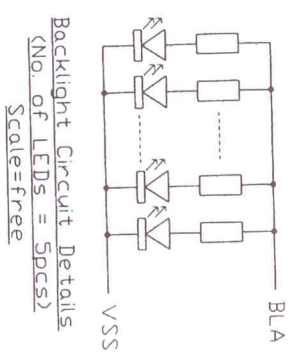 BLA
VSS
Backlight Circuit Details
(No. of LEDs = 5pcs)
Scale=free